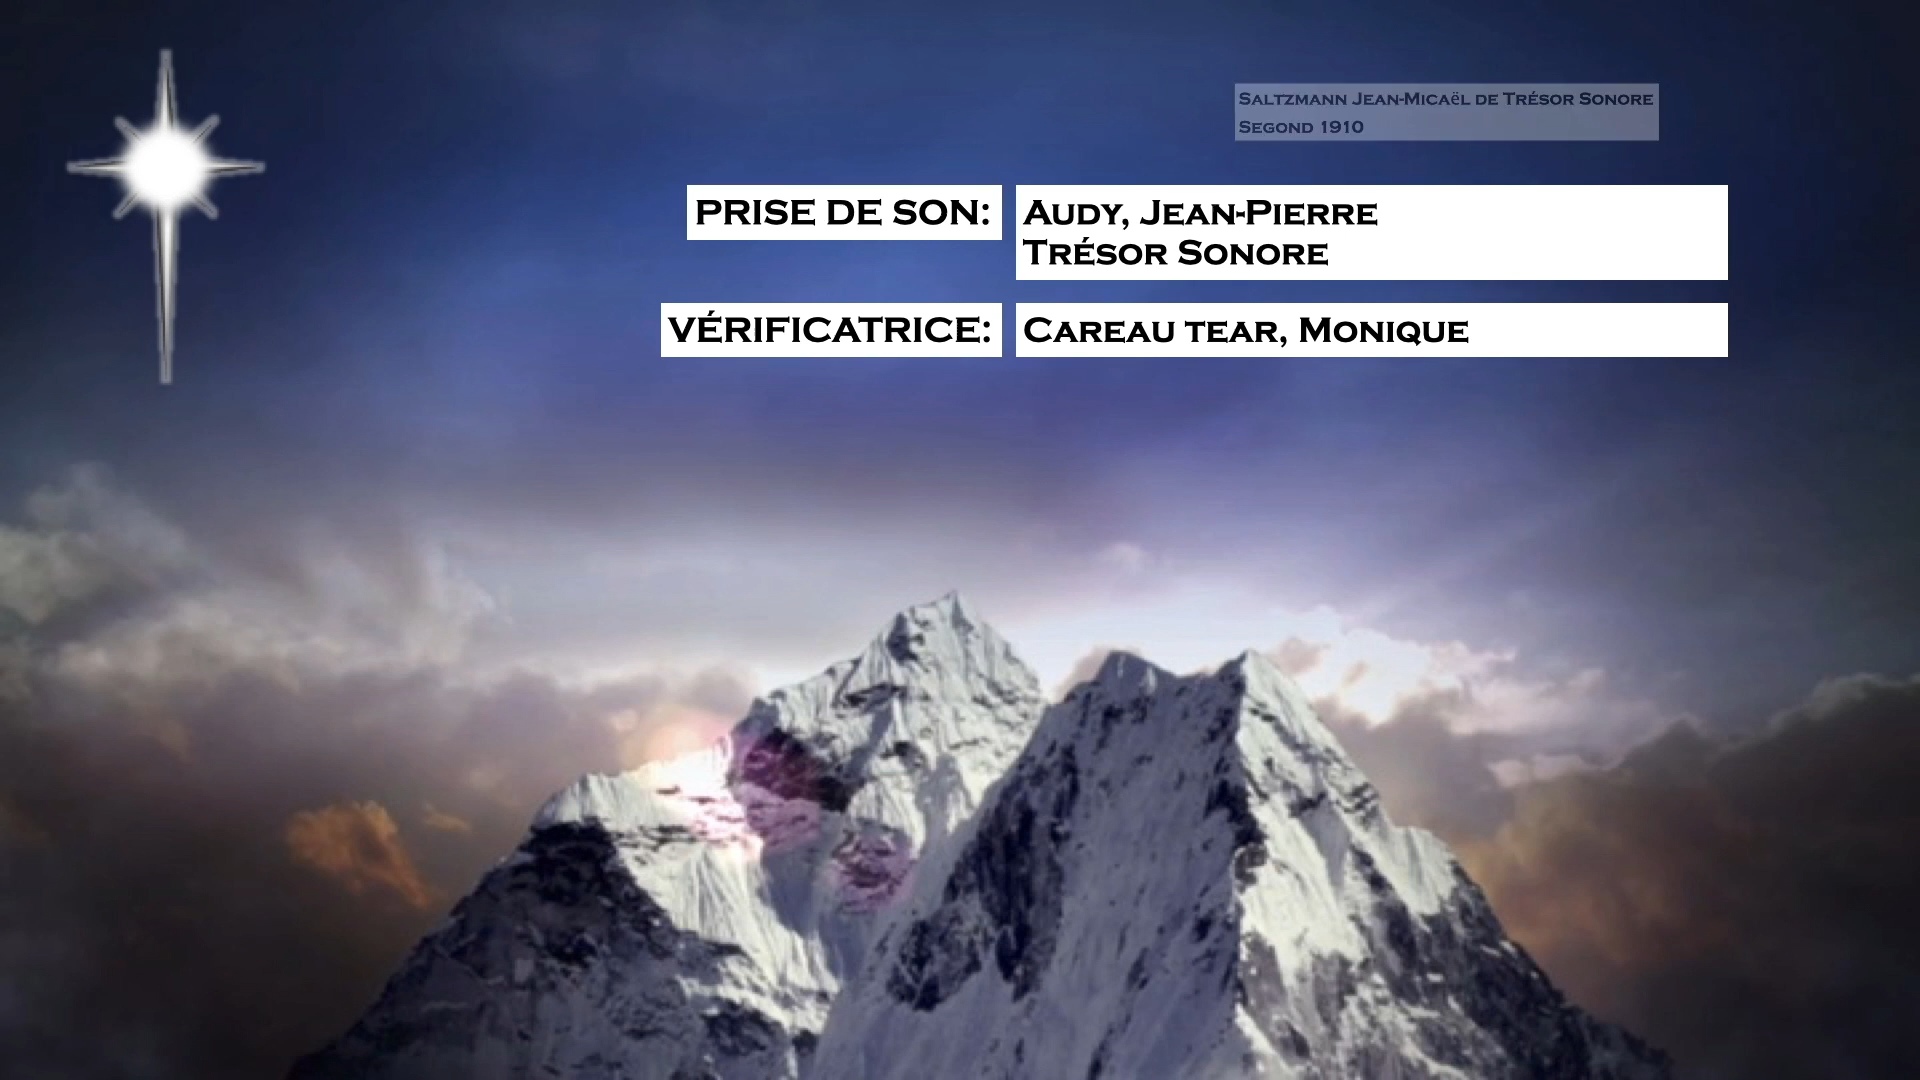 Saltzmann Jean-Micaël de Trésor Sonore
Segond 1910
PRISE DE SON: Audy, Jean-Pierre
Trésor Sonore
VÉRIFICATRICE: Careau tear, Monique